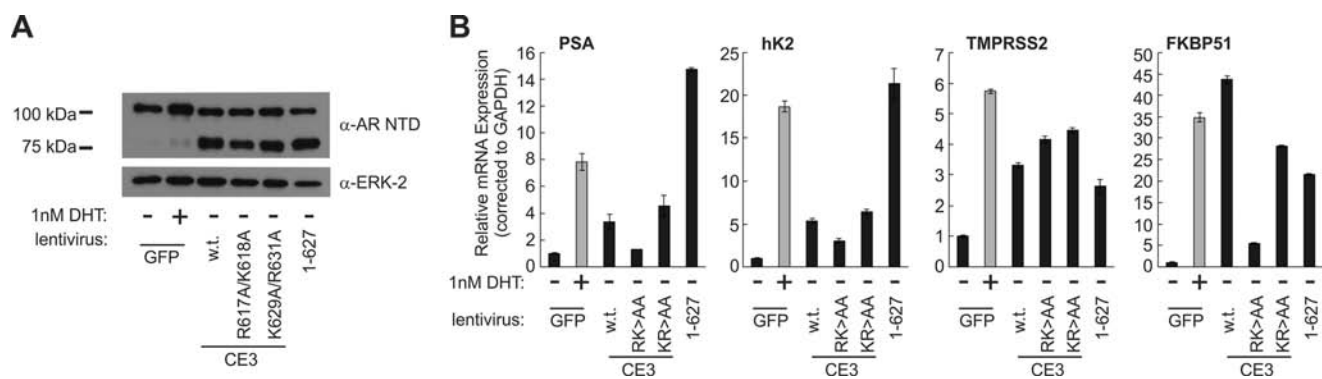 A
100 kDa
75 kDa
α-AR NTD
α-ERK-2
1nM DHT: - + - - - -
lentivirus: GFP w.t. R617A/K618A K629A/R631A 1-627
CE3
B
Relative mRNA Expression
(corrected to GAPDH)
PSA
16
14
12
10
8
6
4
2
0
hK2
25
20
15
10
5
0
TMPRSS2
7
6
5
4
3
2
1
0
FKBP51
50
45
40
35
30
25
20
15
10
5
0
1nM DHT: - + - - - - - + - - - - - + - - - - - + - - - -
lentivirus: GFP w.t. RK>AA KR>AA 1-627 GFP w.t. RK>AA KR>AA 1-627 GFP w.t. RK>AA KR>AA 1-627 GFP w.t. RK>AA KR>AA 1-627
CE3 CE3 CE3 CE3